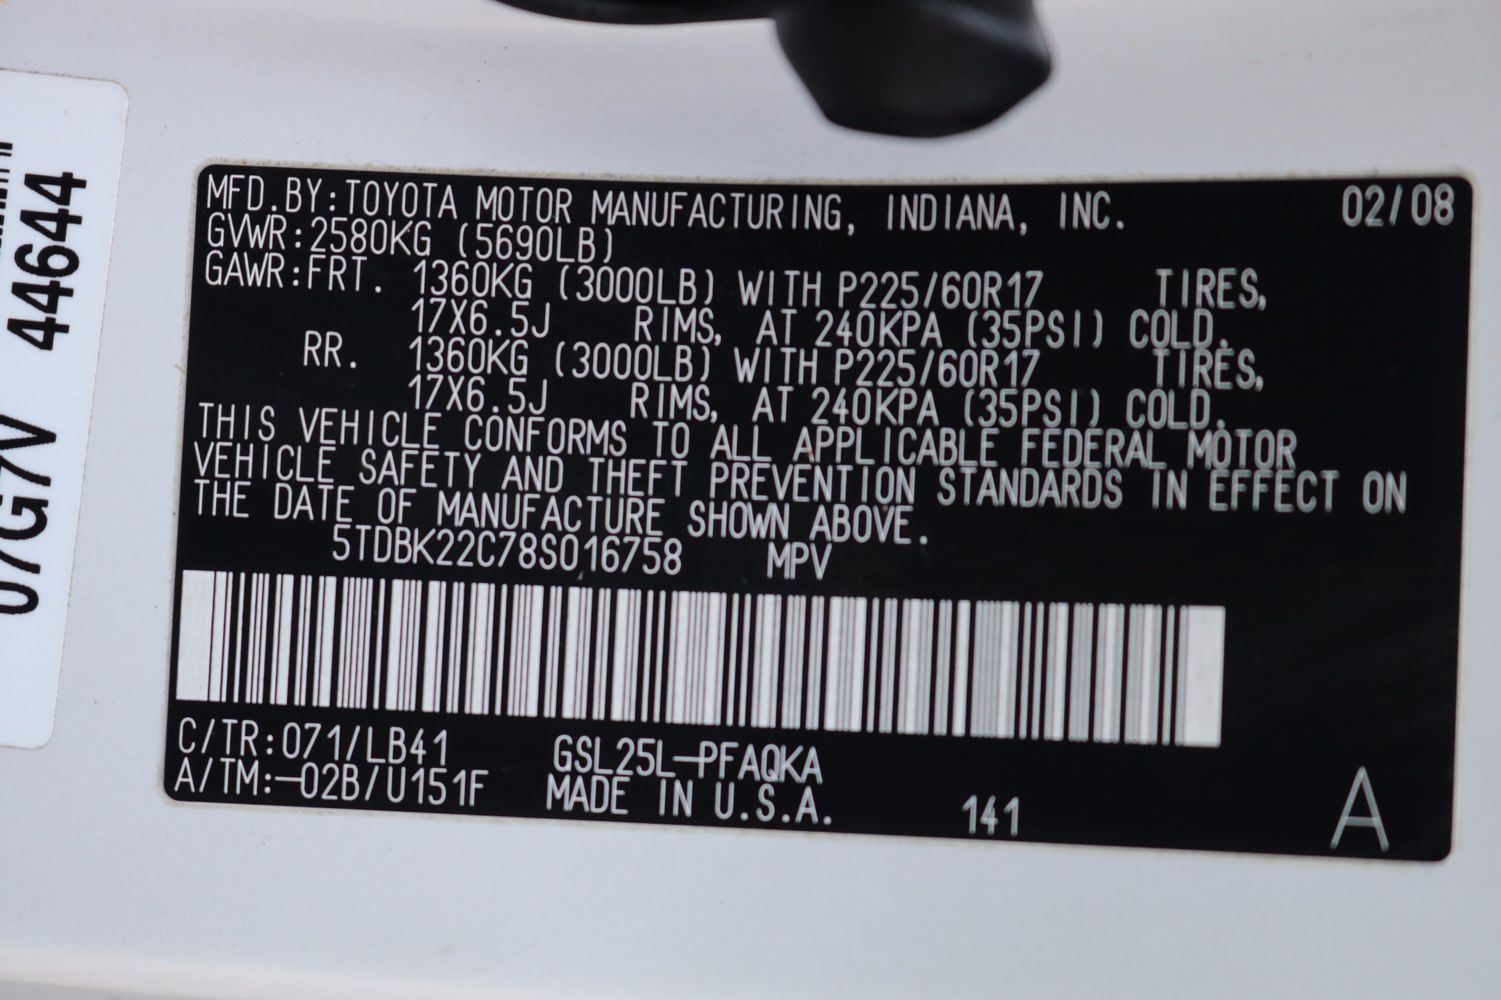 MFD.BY:TOYOTA MOTOR MANUFACTURING, INDIANA, INC. 02/08
GVWR:2580KG (5690LB)
GAWR:FRT. 1360KG (3000LB) WITH P225/60R17 TIRES,
17X6.5J RIMS, AT 240KPA (35PSI) COLD.
RR. 1360KG (3000LB) WITH P225/60R17 TIRES,
17X6.5J RIMS, AT 240KPA (35PSI) COLD.
THIS VEHICLE CONFORMS TO ALL APPLICABLE FEDERAL MOTOR
VEHICLE SAFETY AND THEFT PREVENTION STANDARDS IN EFFECT ON
THE DATE OF MANUFACTURE SHOWN ABOVE.
5TDBK22C78S016758 MPV
C/TR:071/LB41 GSL25L-PFAQKA
A/TM:-02B/U151F MADE IN U.S.A. 141 A
07G7V 44644